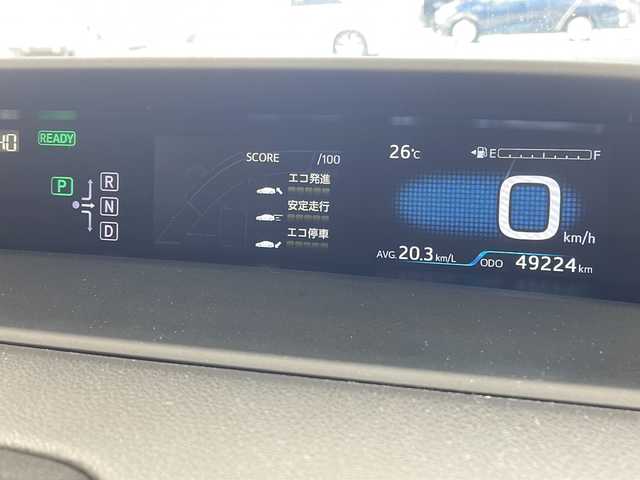 40
READY
P
R
N
D
SCORE /100
エコ発進
安定走行
エコ停車
26℃
E F
0 km/h
AVG. 20.3 km/L
ODO 49224 km